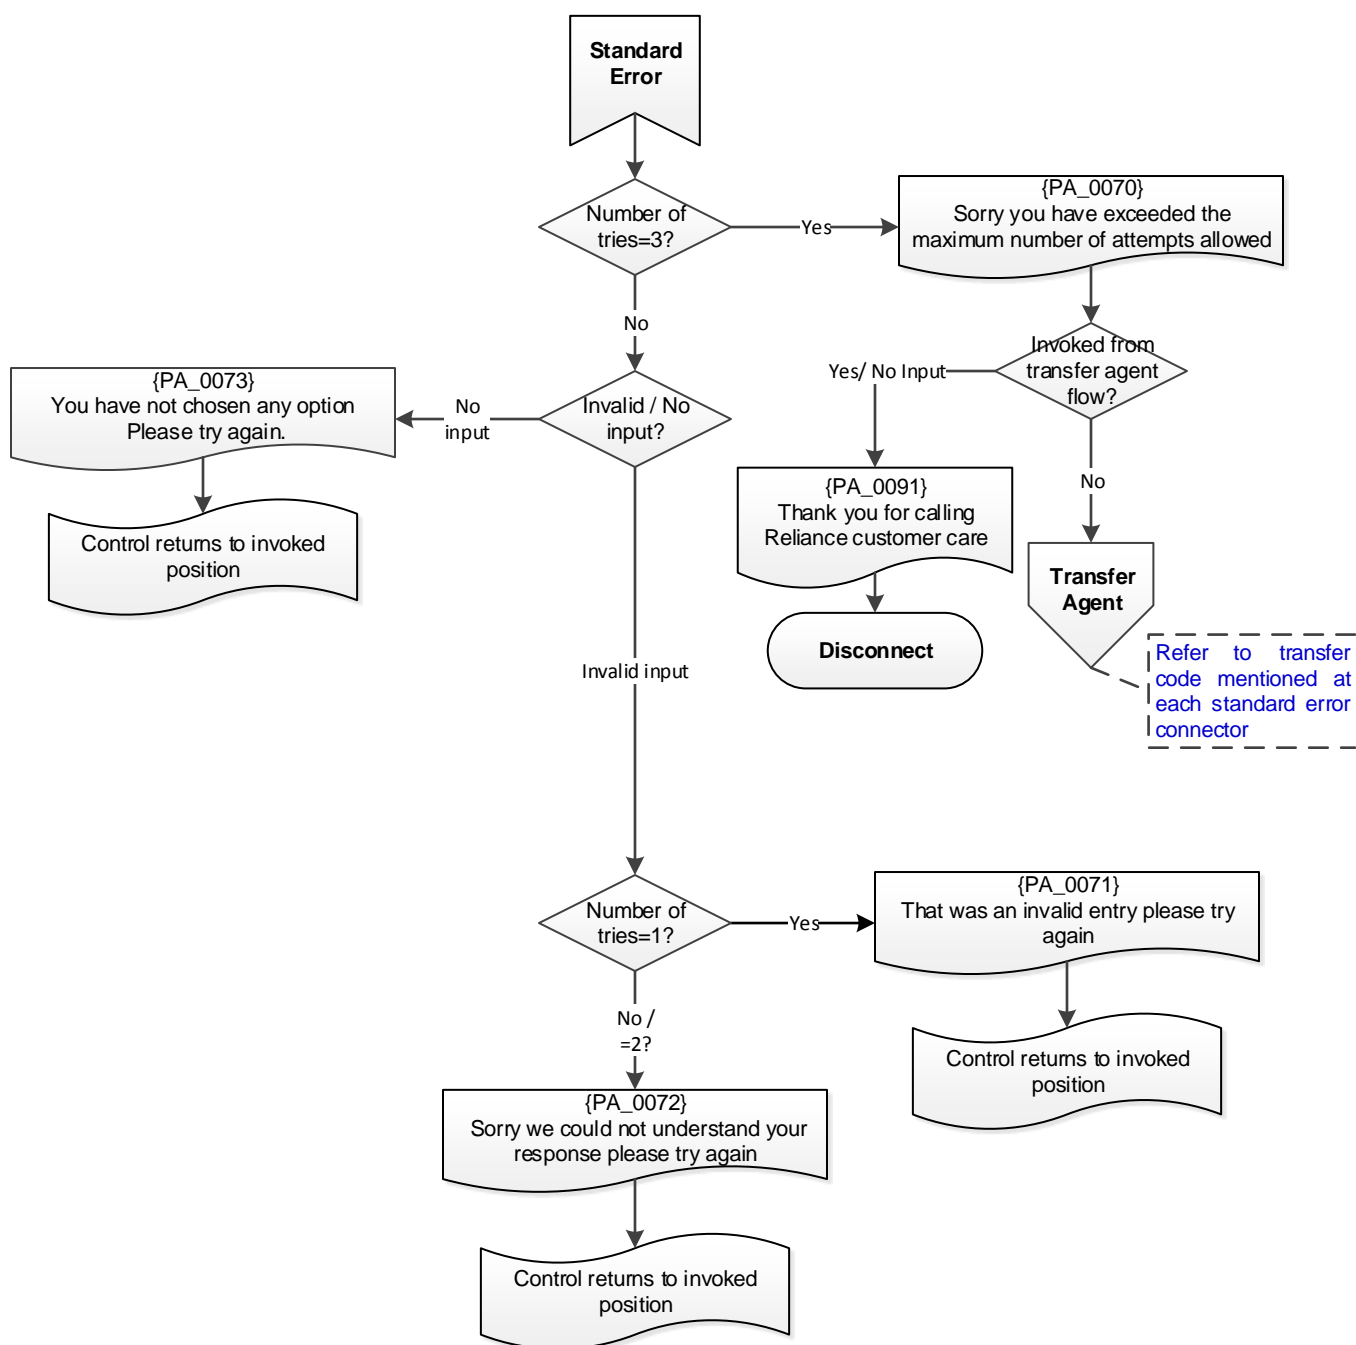 Standard
Error
Number of
tries=3?
Yes
{PA_0070}
Sorry you have exceeded the
maximum number of attempts allowed
No
Invoked from
transfer agent
flow?
Yes/ No Input
{PA_0073}
You have not chosen any option
Please try again.
No
input
Invalid / No
input?
No
{PA_0091}
Thank you for calling
Reliance customer care
Control returns to invoked
position
Transfer
Agent
Disconnect
Refer to transfer
code mentioned at
each standard error
connector
Invalid input
Number of
tries=1?
Yes
{PA_0071}
That was an invalid entry please try
again
No /
=2?
Control returns to invoked
position
{PA_0072}
Sorry we could not understand your
response please try again
Control returns to invoked
position